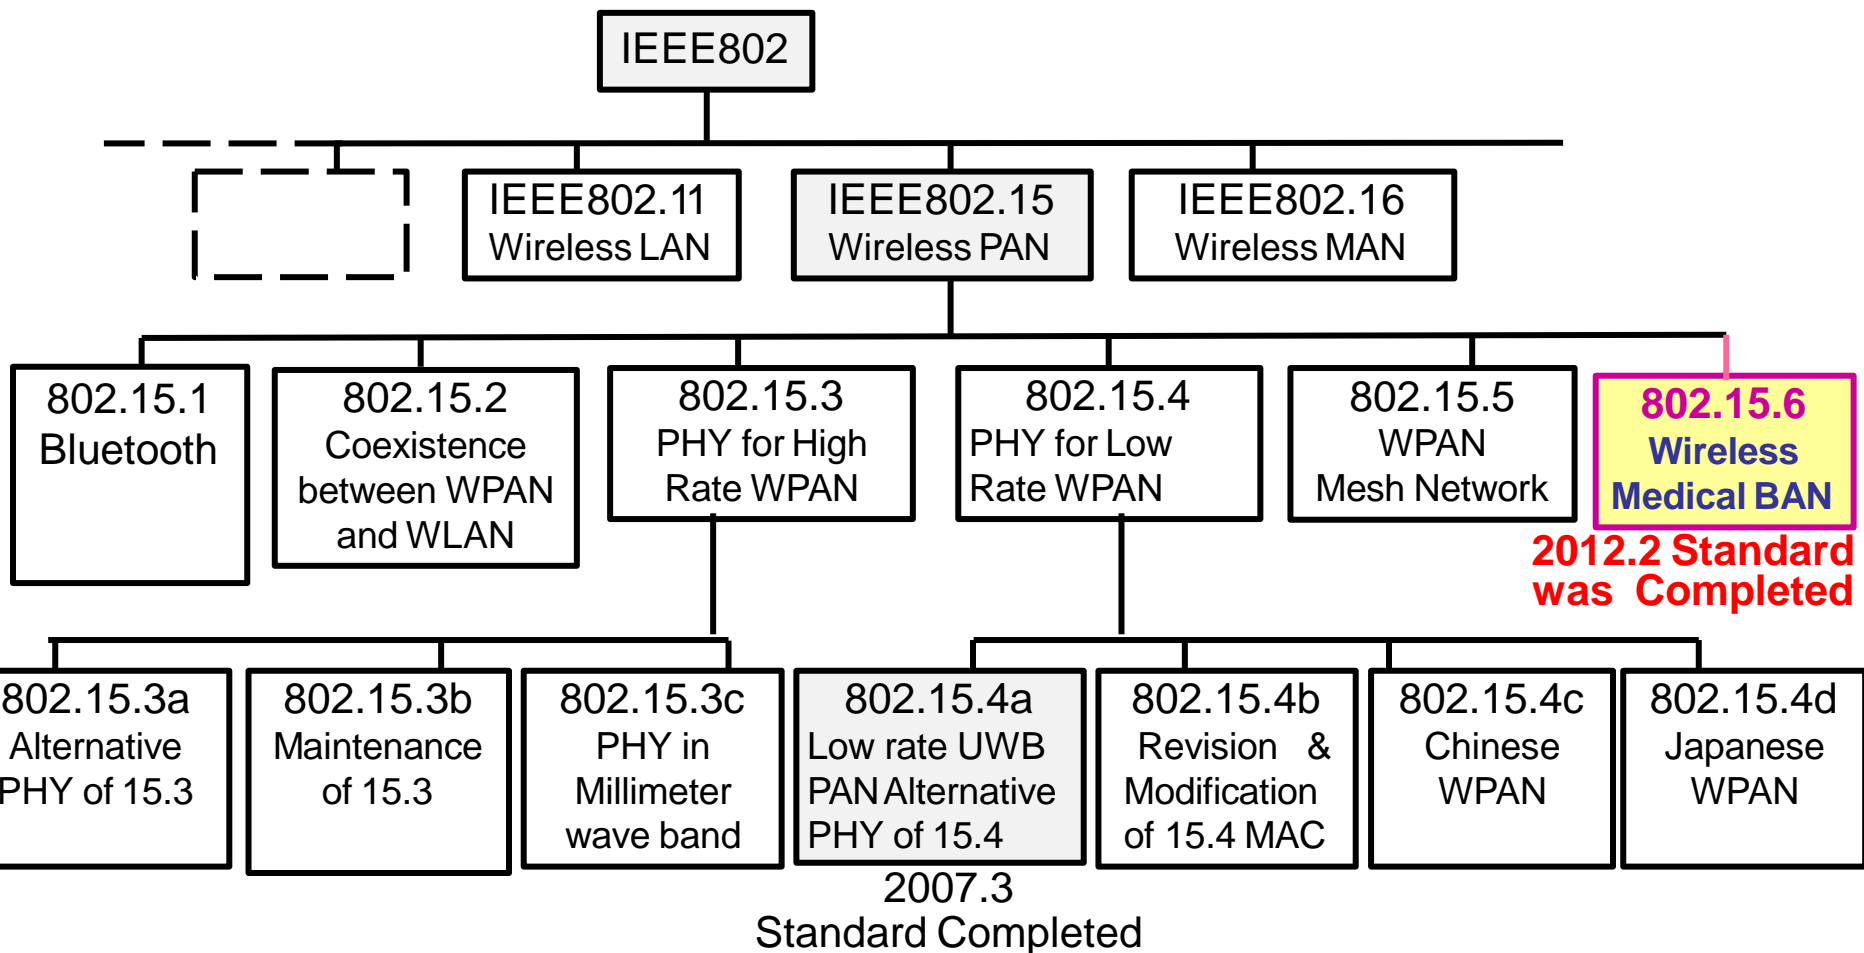 IEEE802
IEEE802.11
Wireless LAN
IEEE802.15
Wireless PAN
IEEE802.16
Wireless MAN
802.15.1
Bluetooth
802.15.2
Coexistence
between WPAN
and WLAN
802.15.3
PHY for High
Rate WPAN
802.15.4
PHY for Low
Rate WPAN
802.15.5
WPAN
Mesh Network
802.15.6
Wireless
Medical BAN
2012.2 Standard
was Completed
802.15.3a
Alternative
PHY of 15.3
802.15.3b
Maintenance
of 15.3
802.15.3c
PHY in
Millimeter
wave band
802.15.4a
Low rate UWB
PAN Alternative
PHY of 15.4
2007.3
Standard Completed
802.15.4b
Revision &
Modification
of 15.4 MAC
802.15.4c
Chinese
WPAN
802.15.4d
Japanese
WPAN